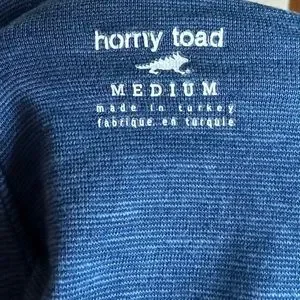 horny toad
MEDIUM
made in turkey
fabrique en turquie